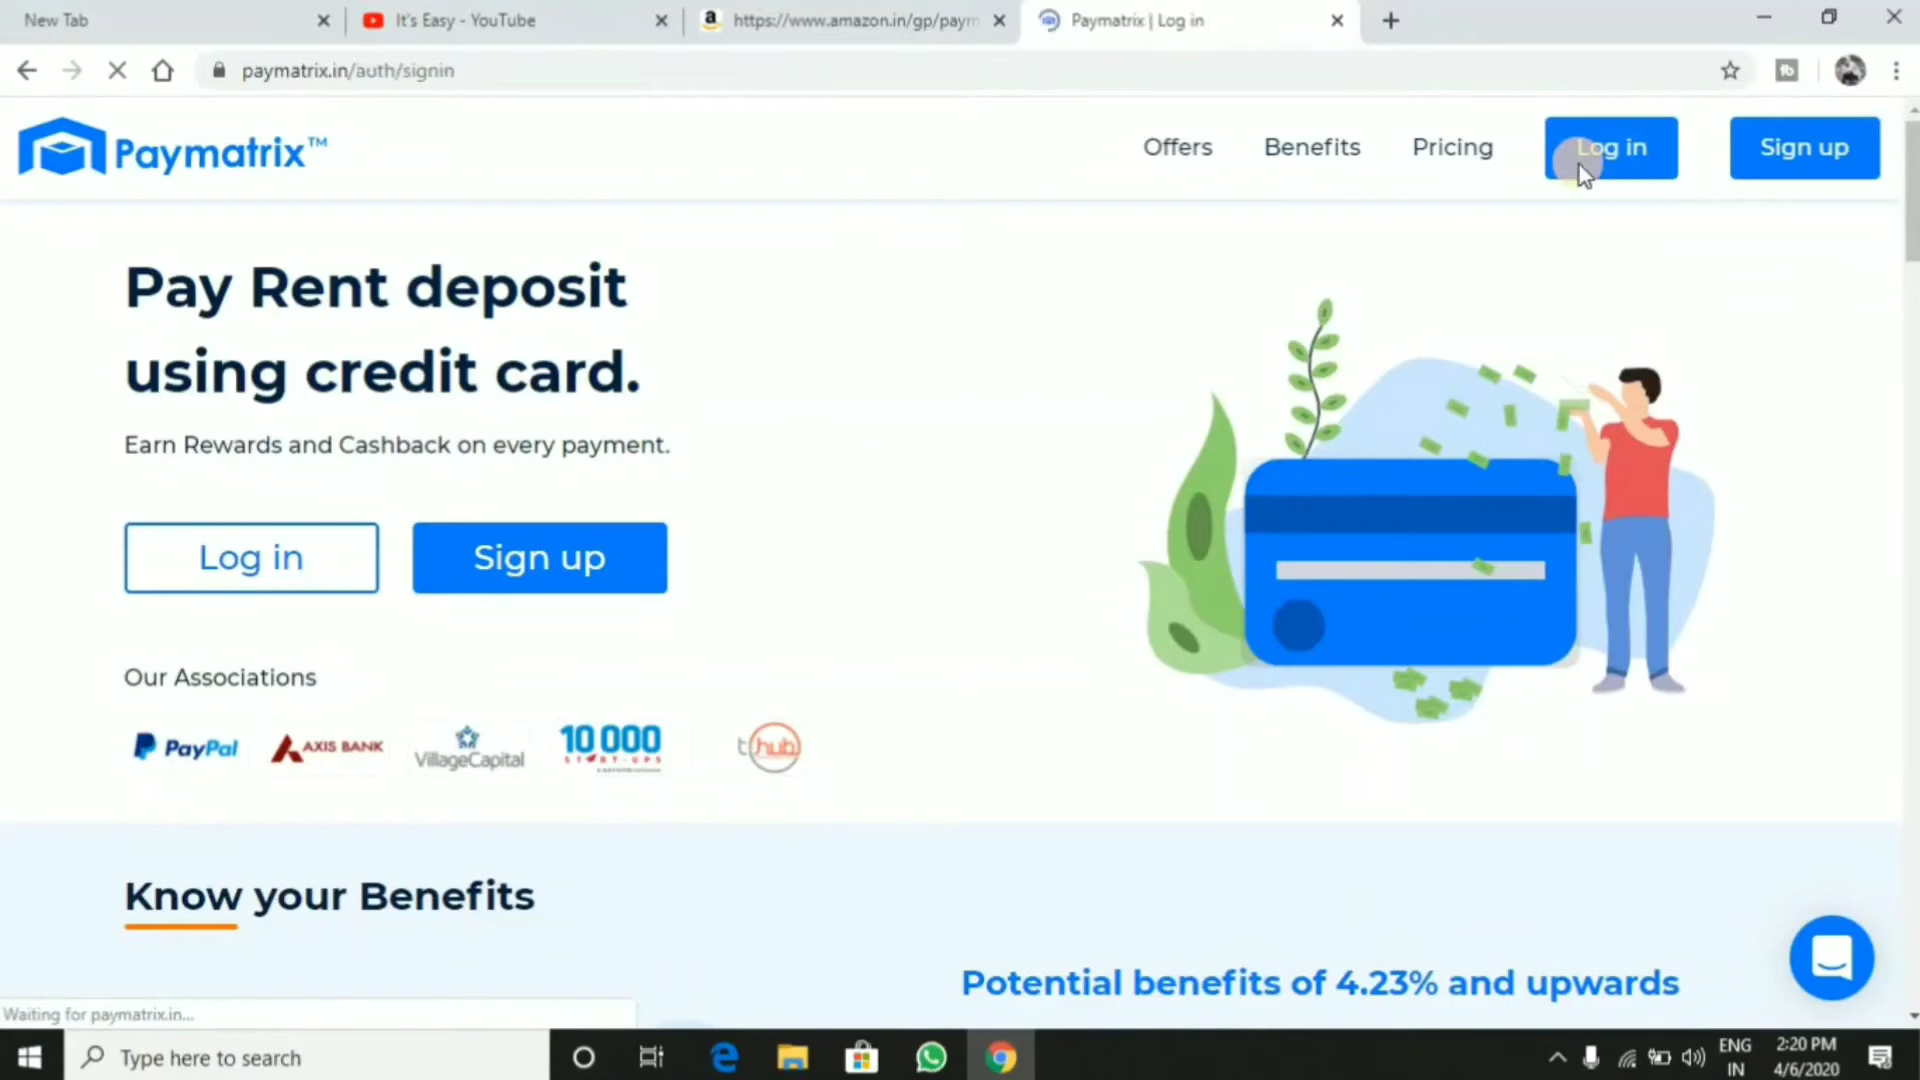 New Tab
It's Easy - YouTube
a
https://www.amazon.in/gp/paym
Paymatrix | Log in
paymatrix.in/auth/signin
Paymatrix™
Offers
Benefits
Pricing
Log in
Sign up
Pay Rent deposit
using credit card.
Earn Rewards and Cashback on every payment.
Log in
Sign up
Our Associations
PayPal
AXIS BANK
VillageCapital
10 000
START-UPS
t hub
Know your Benefits
Potential benefits of 4.23% and upwards
Waiting for paymatrix.in...
Type here to search
ENG
IN
2:20 PM
4/6/2020